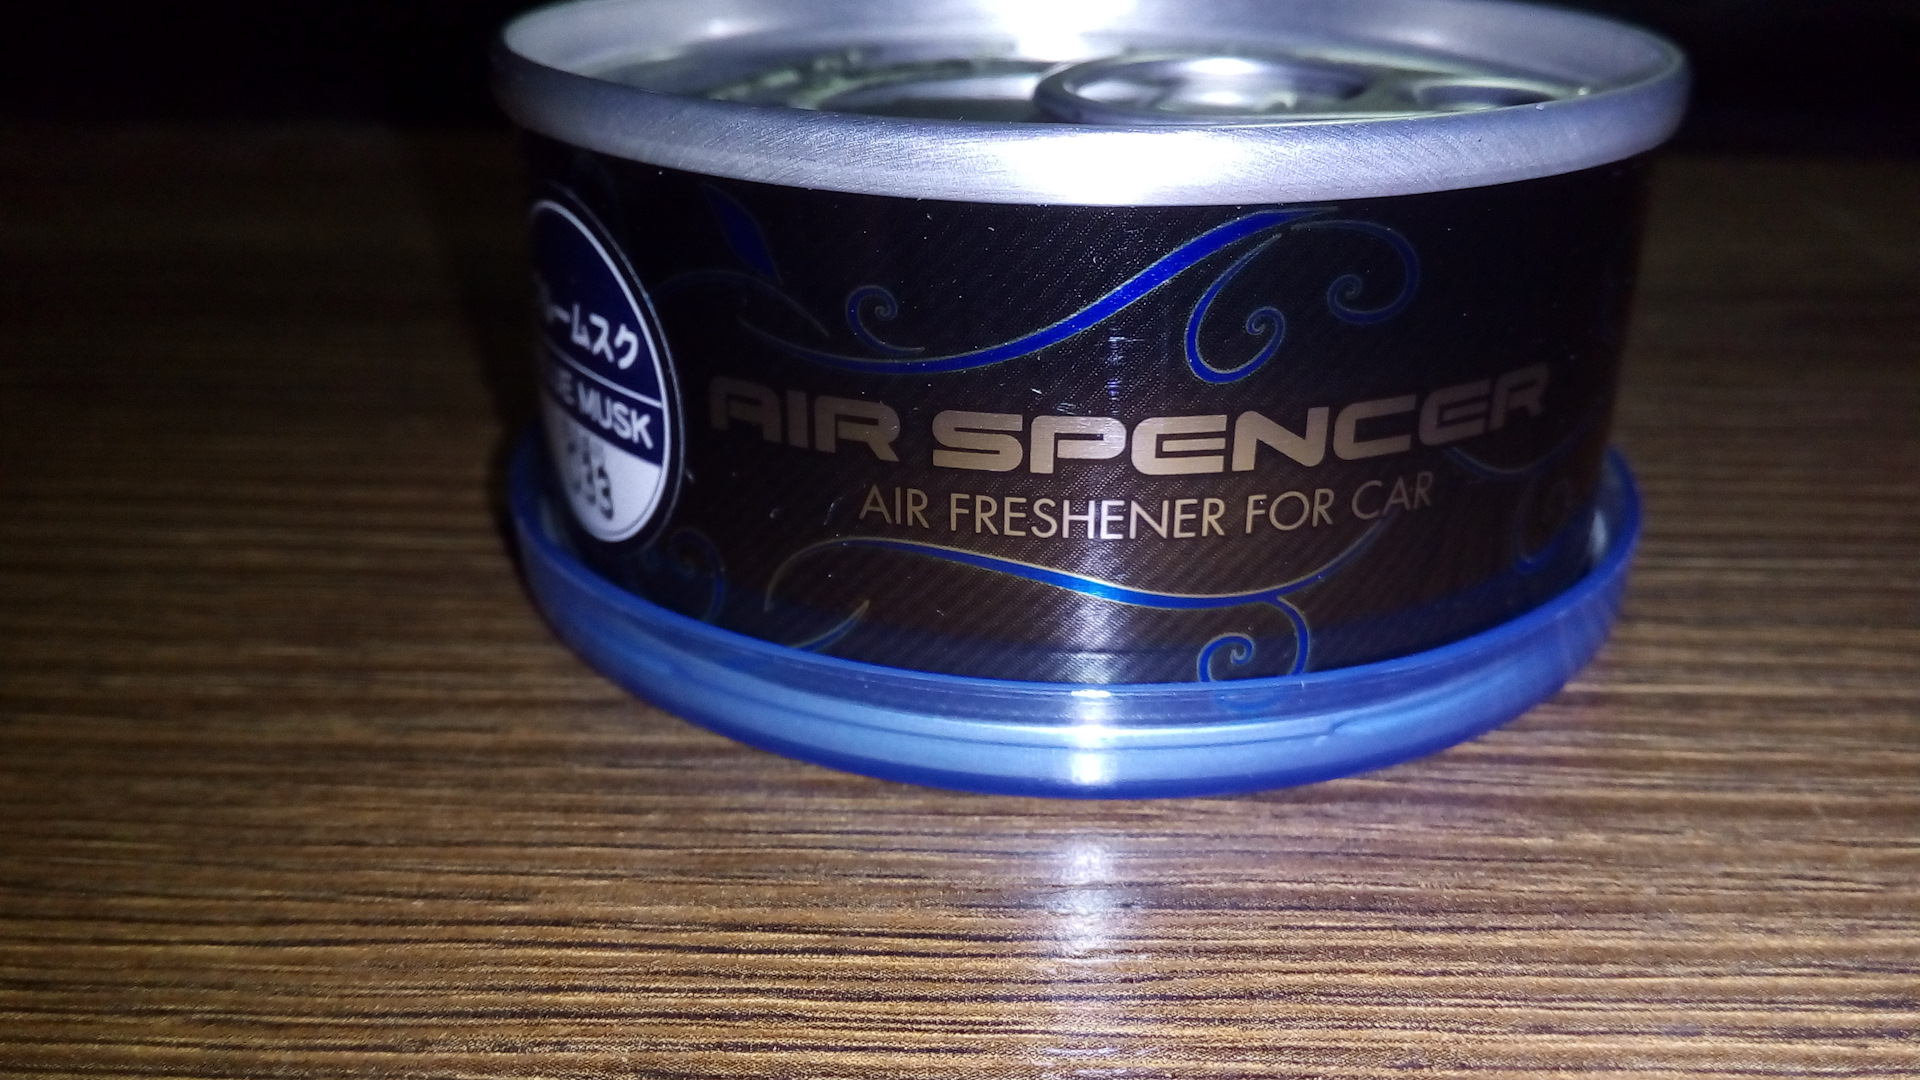 ームスク
MUSK
AIR SPENCER
AIR FRESHENER FOR CAR